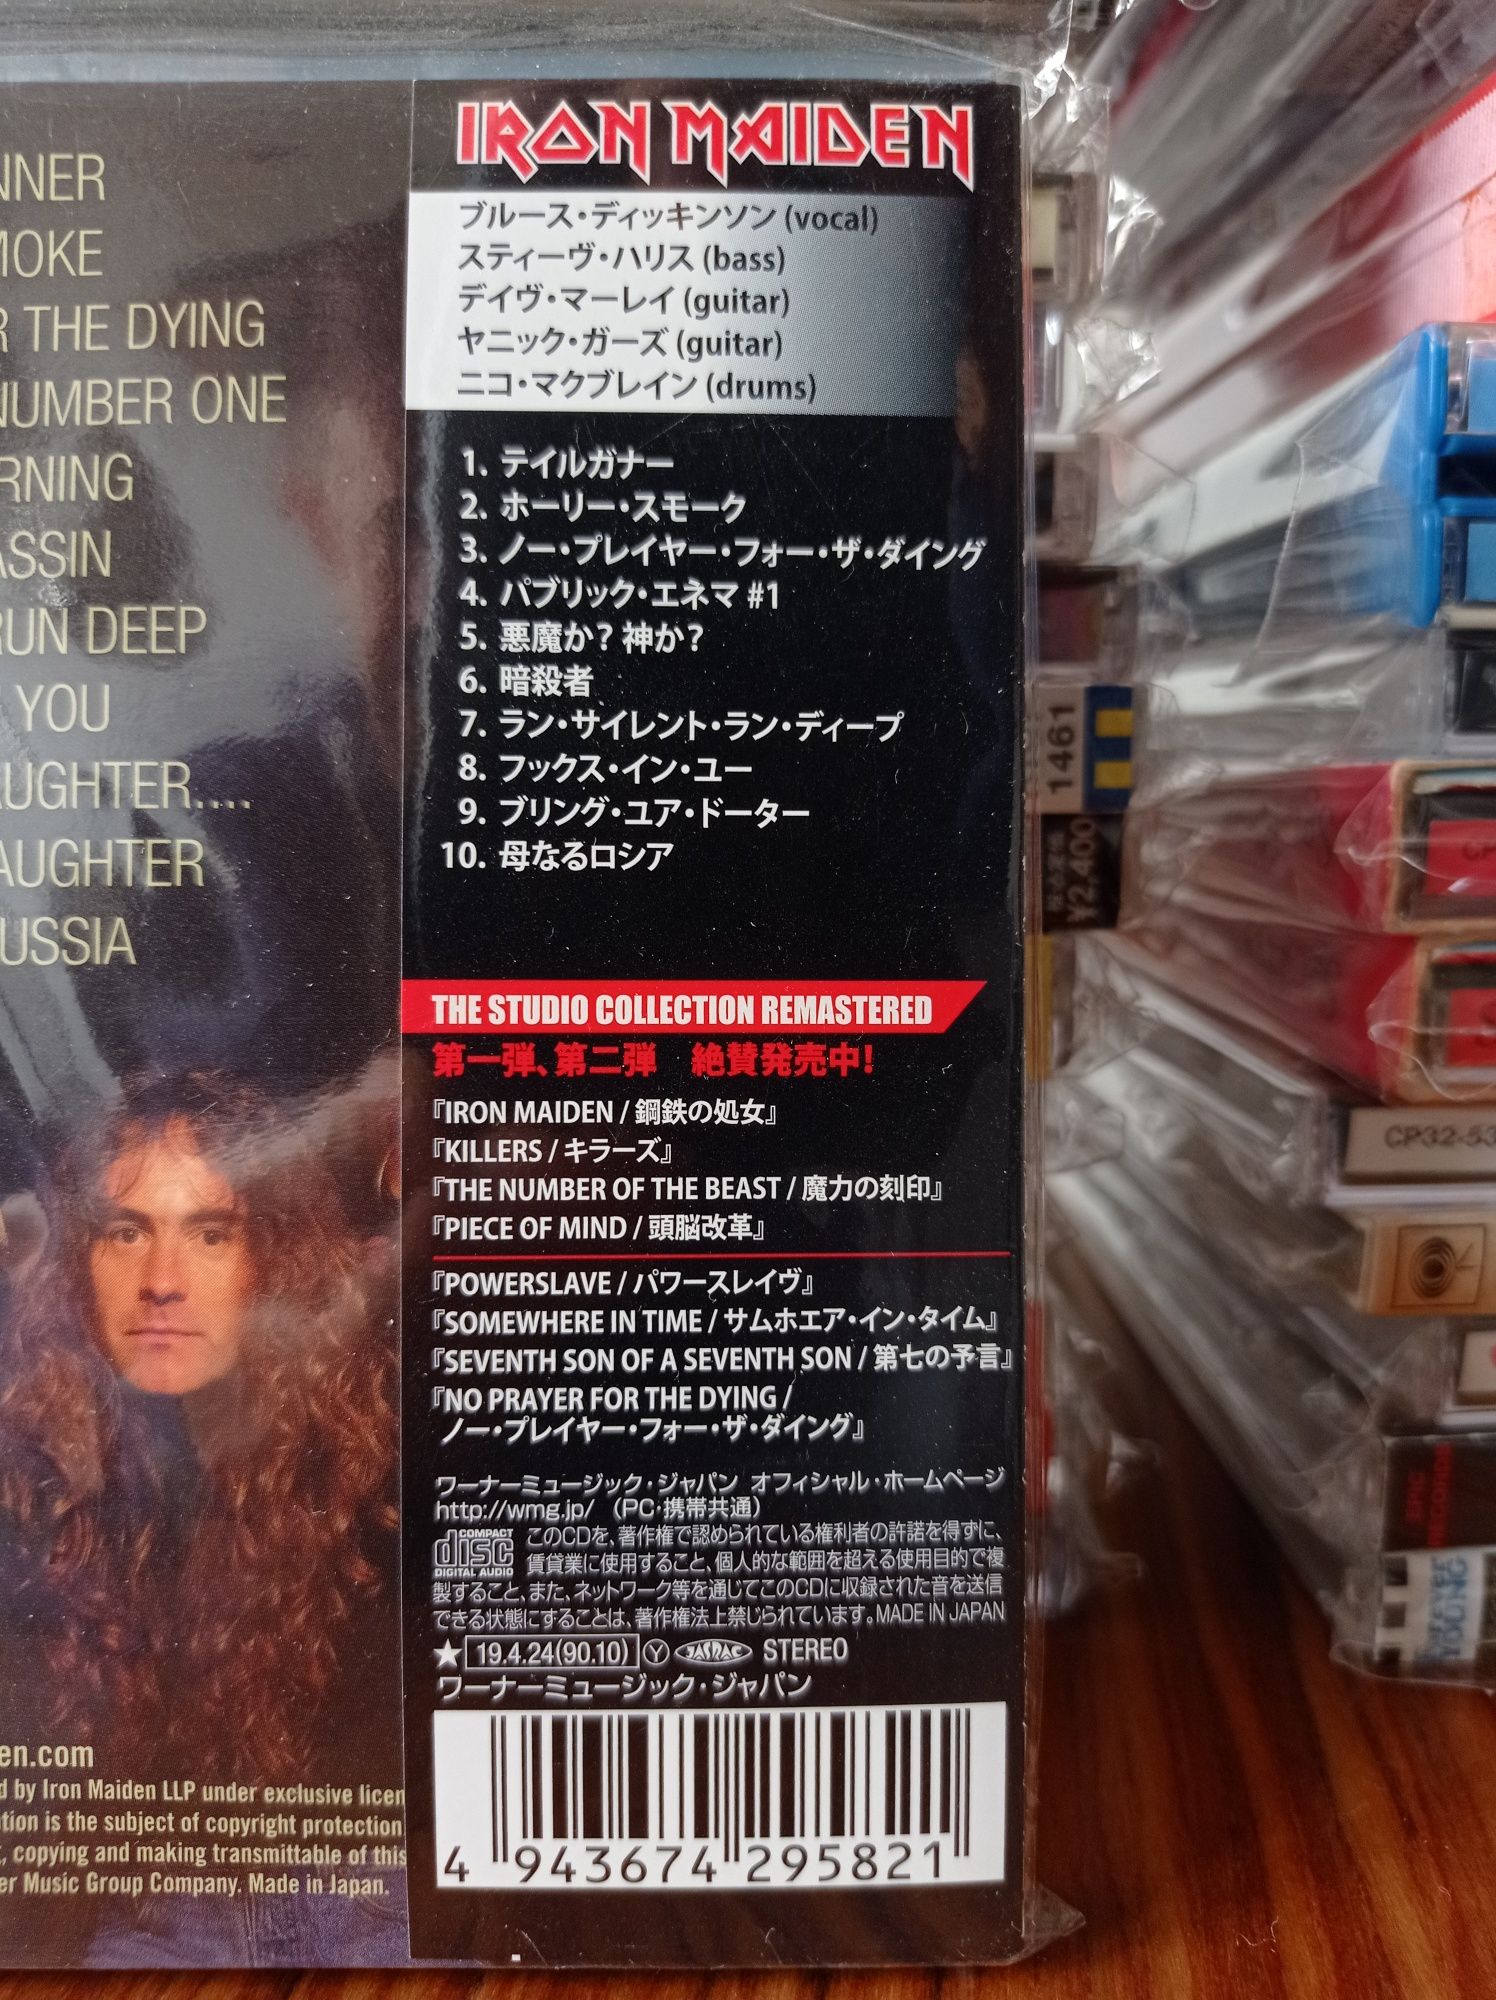 NNER
MOKE
R THE DYING
NUMBER ONE
RNING
ASSIN
RUN DEEP
YOU
AUGHTER....
AUGHTER
USSIA
en.com
d by Iron Maiden LLP under exclusive licen
tion is the subject of copyright protection.
, copying and making transmittable of this
er Music Group Company. Made in Japan.
IRON MAIDEN
ブルース・ディッキンソン (vocal)
スティーヴ・ハリス (bass)
デイヴ・マーレイ (guitar)
ヤニック・ガーズ (guitar)
ニコ・マクブレイン (drums)
1. テイルガナー
2. ホーリー・スモーク
3. ノー・プレイヤー・フォー・ザ・ダイング
4. パブリック・エネマ #1
5. 悪魔か? 神か?
6. 暗殺者
7. ラン・サイレント・ラン・ディープ
8. フックス・イン・ユー
9. ブリング・ユア・ドーター
10. 母なるロシア
THE STUDIO COLLECTION REMASTERED
第一弾、第二弾 絶賛発売中!
『IRON MAIDEN / 鋼鉄の処女』
『KILLERS / キラーズ』
『THE NUMBER OF THE BEAST / 魔力の刻印』
『PIECE OF MIND / 頭脳改革』
『POWERSLAVE / パワースレイヴ』
『SOMEWHERE IN TIME / サムホエア・イン・タイム』
『SEVENTH SON OF A SEVENTH SON / 第七の予言』
『NO PRAYER FOR THE DYING /
ノー・プレイヤー・フォー・ザ・ダイング』
ワーナーミュージック・ジャパン オフィシャル・ホームページ
http://wmg.jp/ (PC・携帯共通)
COMPACT disc DIGITAL AUDIO
このCDを、著作権で認められている権利者の許諾を得ずに、
賃貸業に使用すること、個人的な範囲を超える使用目的で複
製すること、また、ネットワーク等を通じてこのCDに収録された音を送信
できる状態にすることは、著作権法上禁じられています。MADE IN JAPAN
★ 19.4.24(90.10) Y JASRAC STEREO
ワーナーミュージック・ジャパン
4 943674 295821
1461
¥2,400
CP32-53
YOUNG